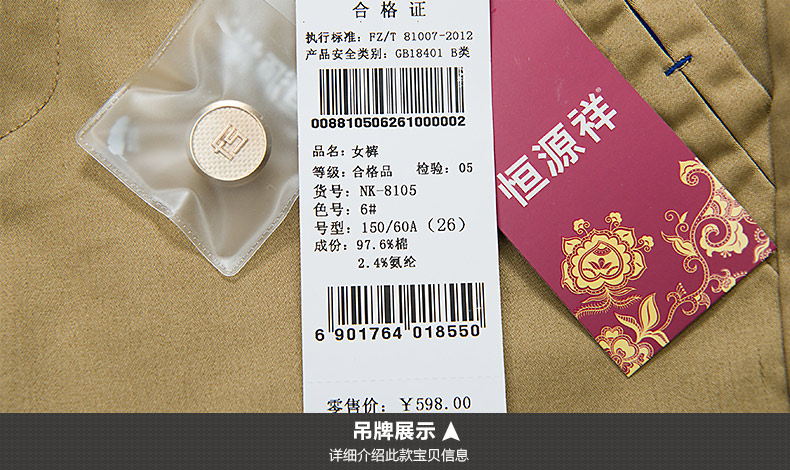 合格证
执行标准: FZ/T 81007-2012
产品安全类别: GB18401 B类
008810506261000002
品名: 女裤
等级: 合格品 检验: 05
货号: NK-8105
色号: 6#
号型: 150/60A (26)
成份: 97.6%棉
2.4%氨纶
6 901764 018550
零售价: ¥598.00
恒源祥
吊牌展示
详细介绍此款宝贝信息